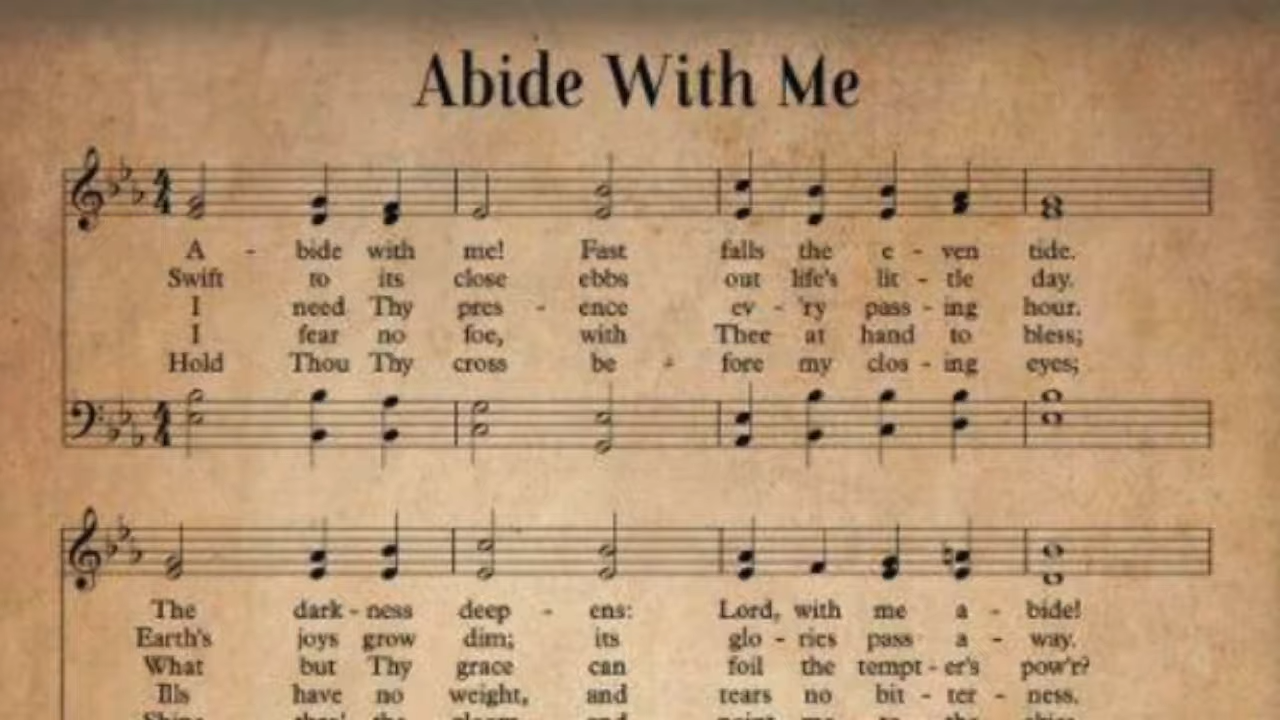 Abide With Me
A - bide with me! Fast falls the e - ven tide.
Swift to its close ebbs out life's lit - tle day.
I need Thy pres - ence ev - 'ry pass - ing hour.
I fear no foe, with Thee at hand to bless;
Hold Thou Thy cross be - fore my clos - ing eyes;
The dark - ness deep - ens: Lord, with me a - bide!
Earth's joys grow dim; its glo - ries pass a - way.
What but Thy grace can foil the tempt - er's pow'r?
Ills have no weight, and tears no bit - ter - ness.